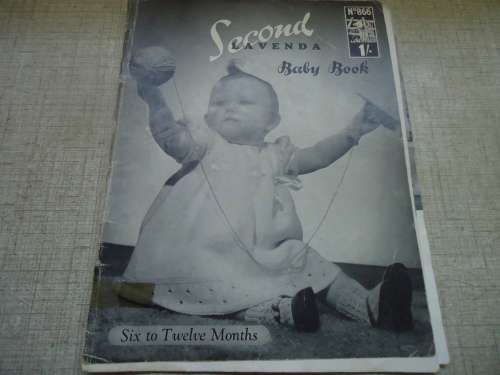 Second
LAVENDA
Baby Book
Nº 866
1/-
Six to Twelve Months